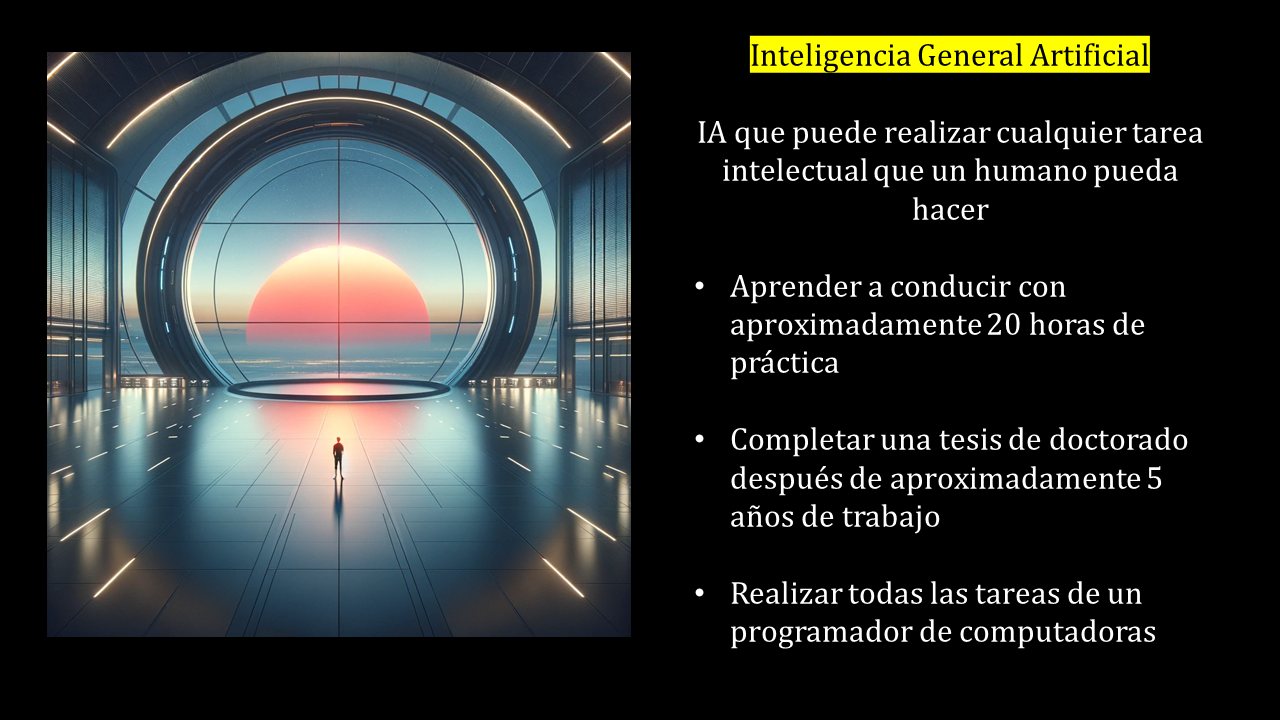 Inteligencia General Artificial
IA que puede realizar cualquier tarea
intelectual que un humano pueda
hacer
• Aprender a conducir con
aproximadamente 20 horas de
práctica
• Completar una tesis de doctorado
después de aproximadamente 5
años de trabajo
• Realizar todas las tareas de un
programador de computadoras